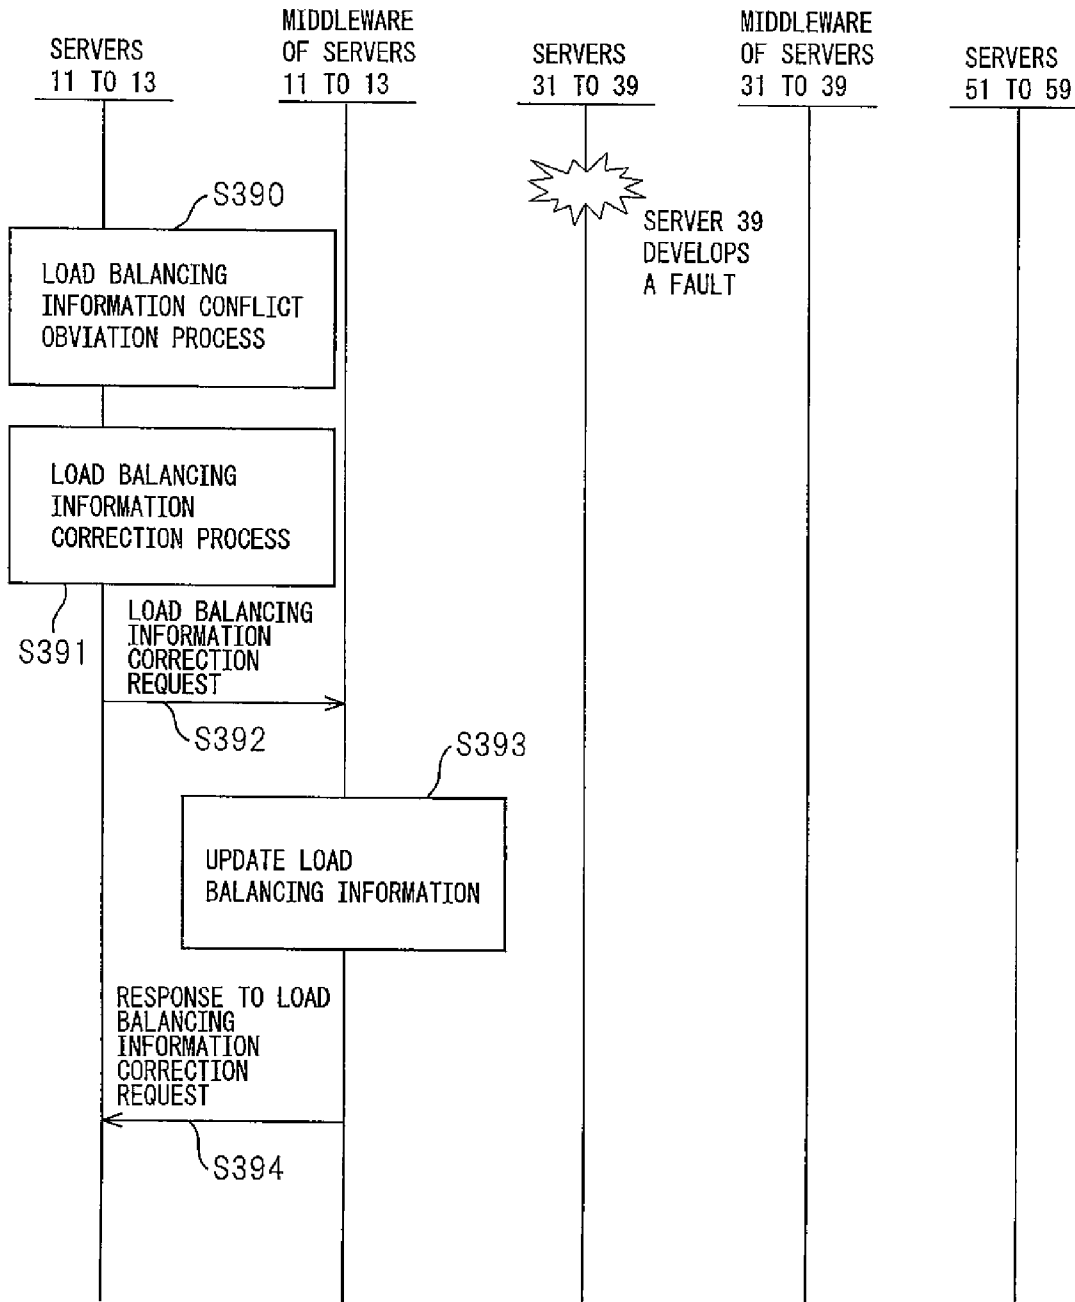 SERVERS
11 TO 13
MIDDLEWARE
OF SERVERS
11 TO 13
SERVERS
31 TO 39
MIDDLEWARE
OF SERVERS
31 TO 39
SERVERS
51 TO 59
SERVER 39
DEVELOPS
A FAULT
S390
LOAD BALANCING
INFORMATION CONFLICT
OBVIATION PROCESS
LOAD BALANCING
INFORMATION
CORRECTION PROCESS
S391
LOAD BALANCING
INFORMATION
CORRECTION
REQUEST
S392
S393
UPDATE LOAD
BALANCING INFORMATION
RESPONSE TO LOAD
BALANCING
INFORMATION
CORRECTION
REQUEST
S394